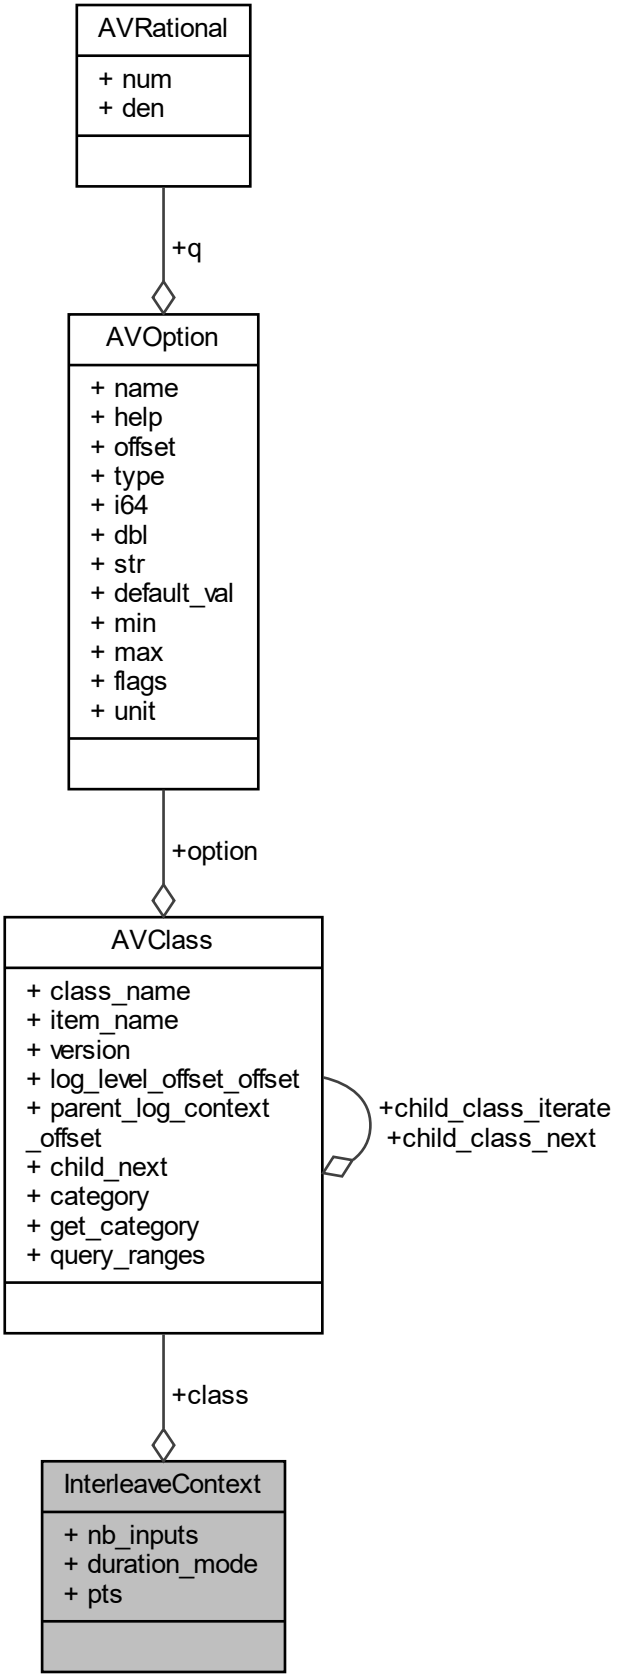 AVRational
+ num
+ den
+q
AVOption
+ name
+ help
+ offset
+ type
+ i64
+ dbl
+ str
+ default_val
+ min
+ max
+ flags
+ unit
+option
AVClass
+ class_name
+ item_name
+ version
+ log_level_offset_offset
+ parent_log_context
_offset
+ child_next
+ category
+ get_category
+ query_ranges
+child_class_iterate
+child_class_next
+class
InterleaveContext
+ nb_inputs
+ duration_mode
+ pts